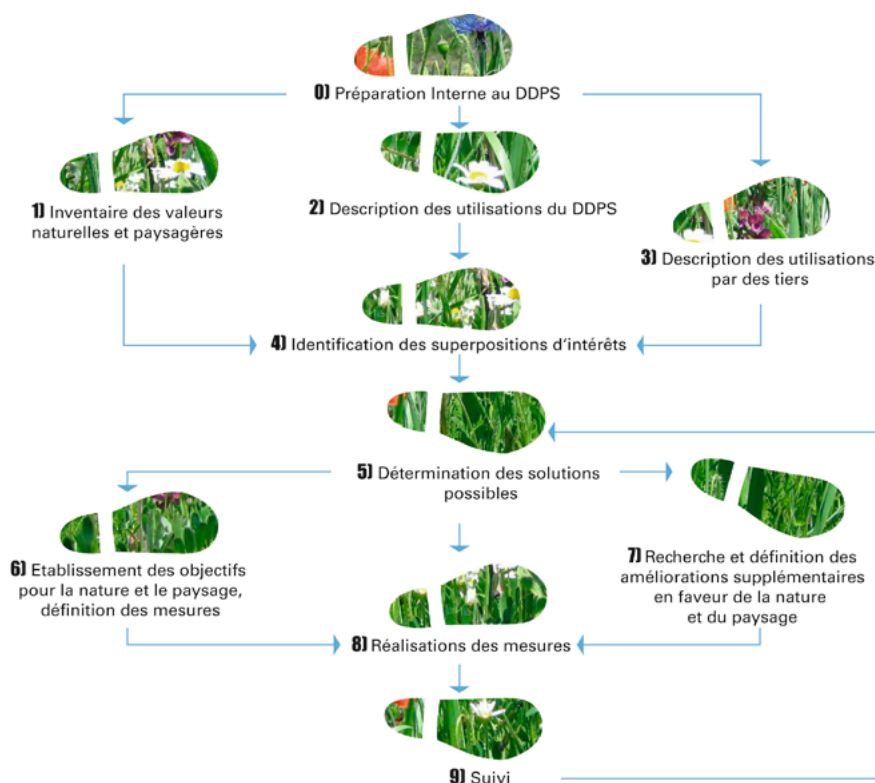 0) Préparation Interne au DDPS
1) Inventaire des valeurs
naturelles et paysagères
2) Description des utilisations du DDPS
3) Description des utilisations
par des tiers
4) Identification des superpositions d‘intérêts
5) Détermination des solutions
possibles
6) Etablissement des objectifs
pour la nature et le paysage,
définition des mesures
7) Recherche et définition des
améliorations supplémentaires
en faveur de la nature
et du paysage
8) Réalisations des mesures
9) Suivi